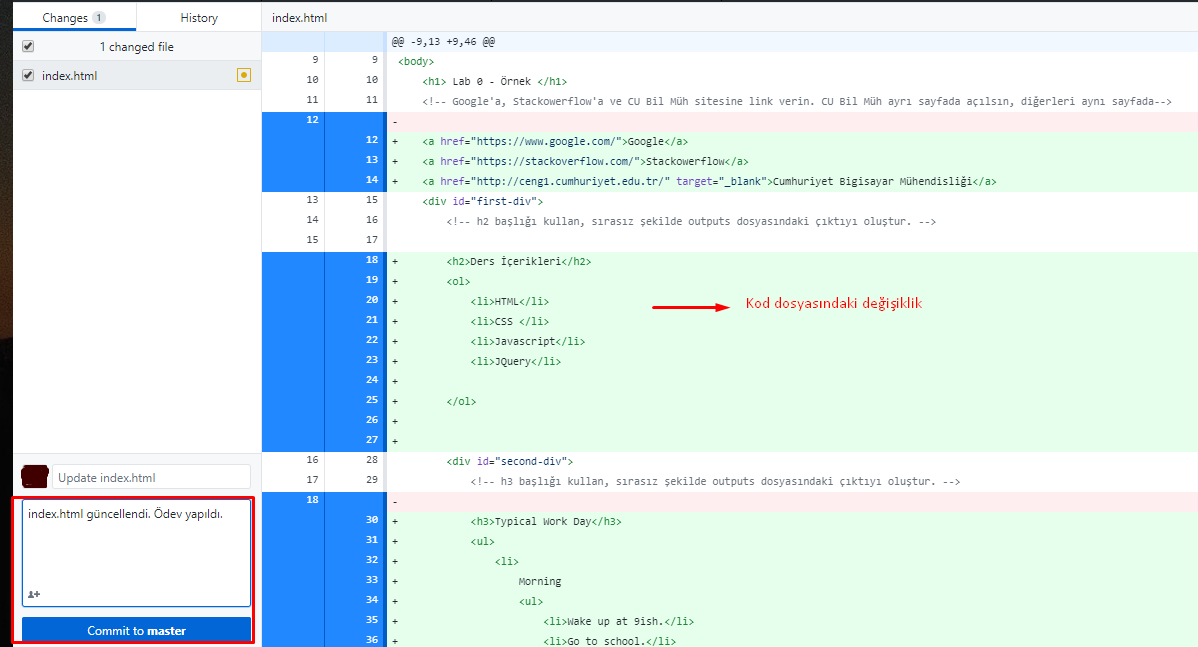 Changes 1 History index.html
1 changed file
index.html
@@ -9,13 +9,46 @@
9 9 <body>
10 10 <h1> Lab 0 - Örnek </h1>
11 11 <!-- Google'a, Stackowerflow'a ve CU Bil Müh sitesine link verin. CU Bil Müh ayrı sayfada açılsın, diğerleri aynı sayfada-->
12 -
12 + <a href="https://www.google.com/">Google</a>
13 + <a href="https://stackoverflow.com/">Stackowerflow</a>
14 + <a href="http://ceng1.cumhuriyet.edu.tr/" target="_blank">Cumhuriyet Bigisayar Mühendisliği</a>
13 15 <div id="first-div">
14 16 <!-- h2 başlığı kullan, sırasız şekilde outputs dosyasındaki çıktıyı oluştur. -->
15 17
18 + <h2>Ders İçerikleri</h2>
19 + <ol>
20 + <li>HTML</li>
21 + <li>CSS </li>
22 + <li>Javascript</li>
23 + <li>JQuery</li>
24 +
25 + </ol>
26 +
27 +
Kod dosyasındaki değişiklik
16 28 <div id="second-div">
17 29 <!-- h3 başlığı kullan, sırasız şekilde outputs dosyasındaki çıktıyı oluştur. -->
18 -
30 + <h3>Typical Work Day</h3>
31 + <ul>
32 + <li>
33 + Morning
34 + <ul>
35 + <li>Wake up at 9ish.</li>
36 + <li>Go to school.</li>
Update index.html
index.html güncellendi. Ödev yapıldı.
Commit to master